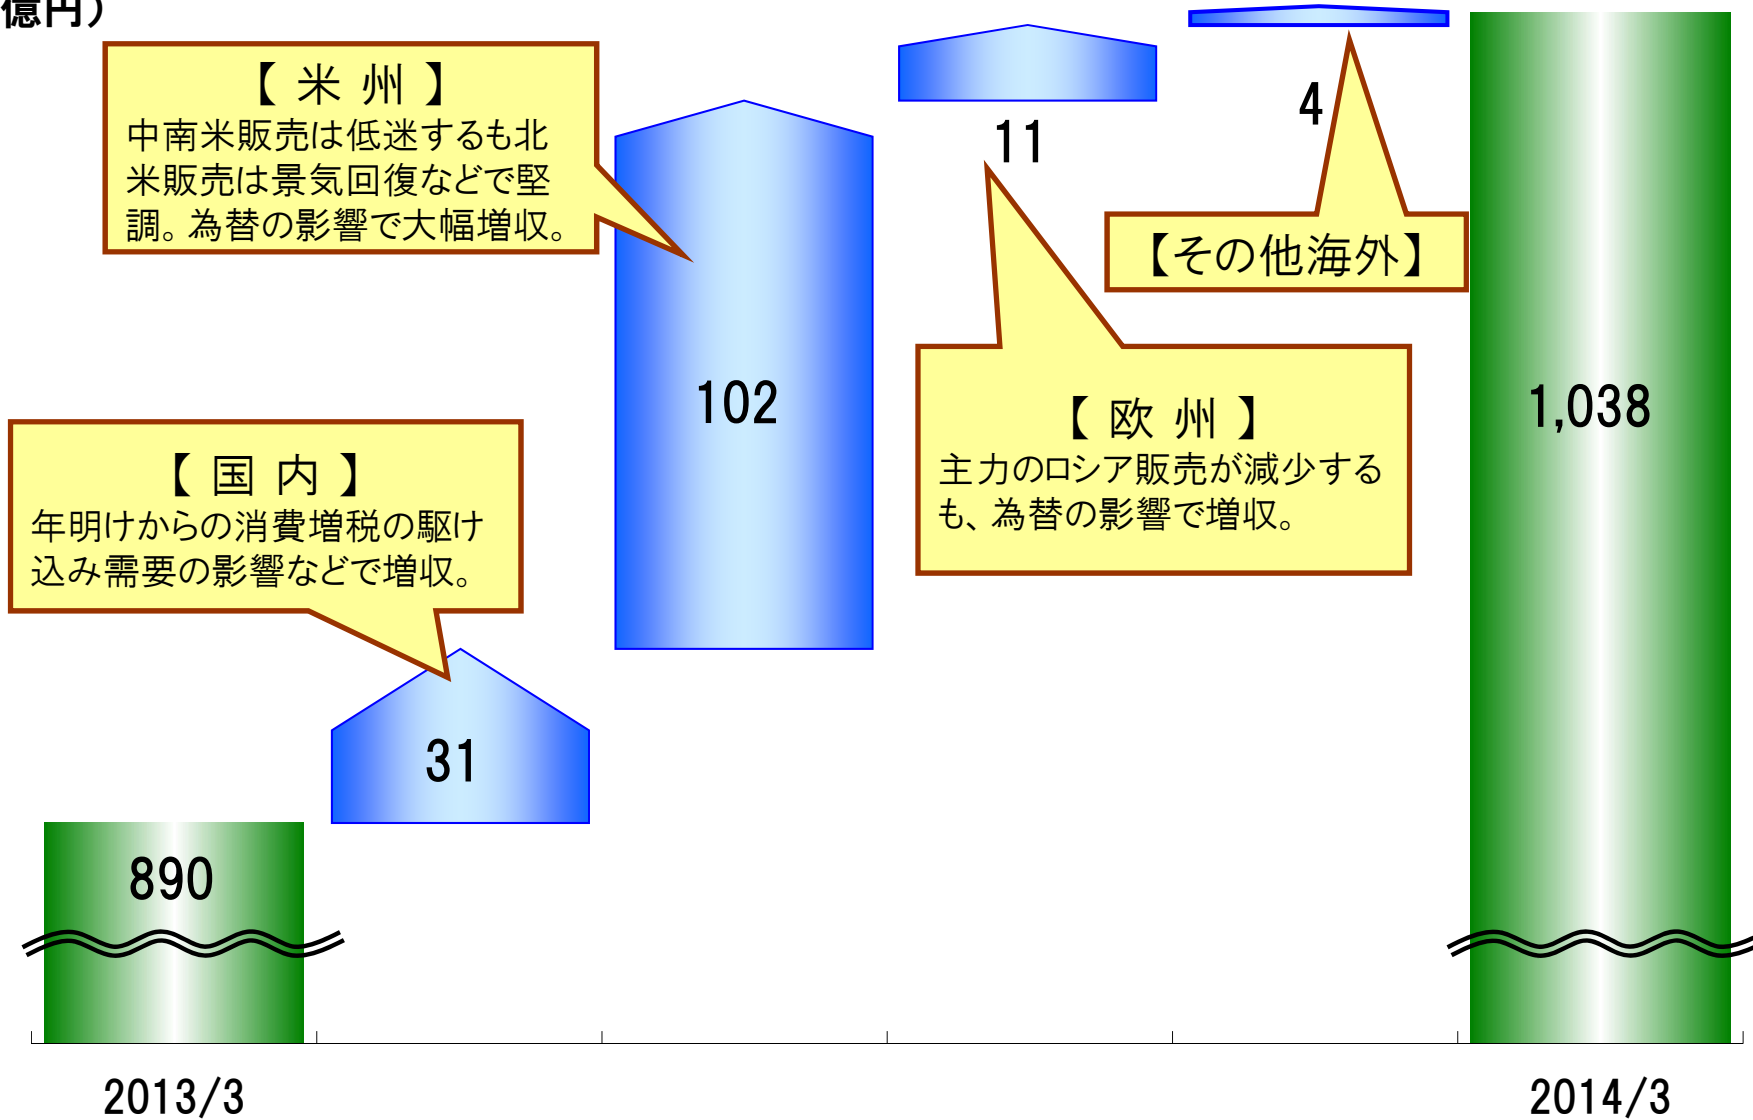 億円）
【 米 州 】
中南米販売は低迷するも北
米販売は景気回復などで堅
調。為替の影響で大幅増収。
11
4
【その他海外】
102
1,038
【 欧 州 】
主力のロシア販売が減少する
も、為替の影響で増収。
【 国 内 】
年明けからの消費増税の駆け
込み需要の影響などで増収。
31
890
2013/3
2014/3